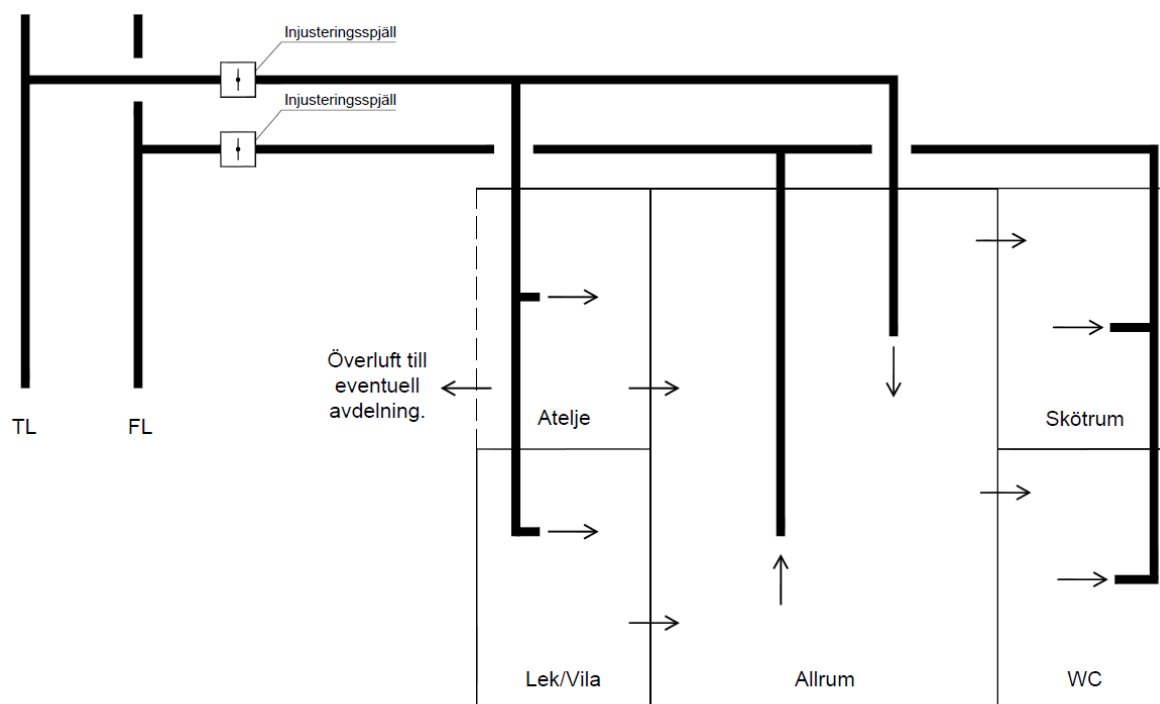 Injusteringsspjäll
Injusteringsspjäll
Överluft till
eventuell
avdelning.
TL
FL
Atelje
Skötrum
Lek/Vila
Allrum
WC